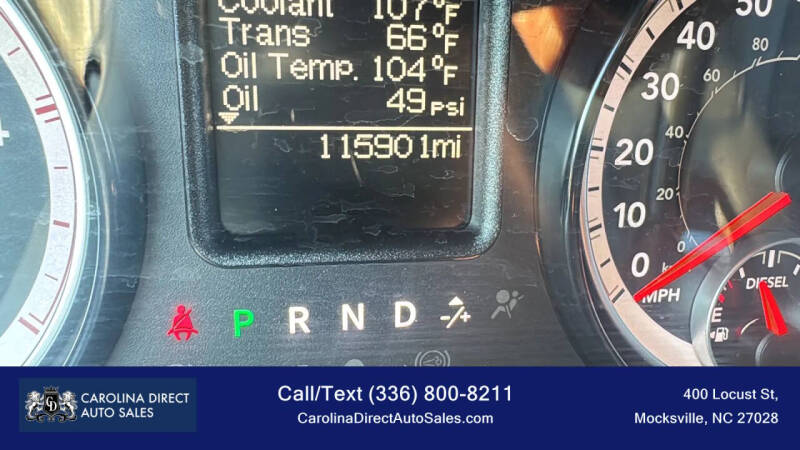 Coolant 107°F
Trans 66°F
Oil Temp. 104°F
Oil 49 psi
115901mi
P R N D -/+
50
40
30
20
10
0
MPH
80
60
40
20
0
DIESEL
E
CD
CAROLINA DIRECT
AUTO SALES
Call/Text (336) 800-8211
CarolinaDirectAutoSales.com
400 Locust St,
Mocksville, NC 27028